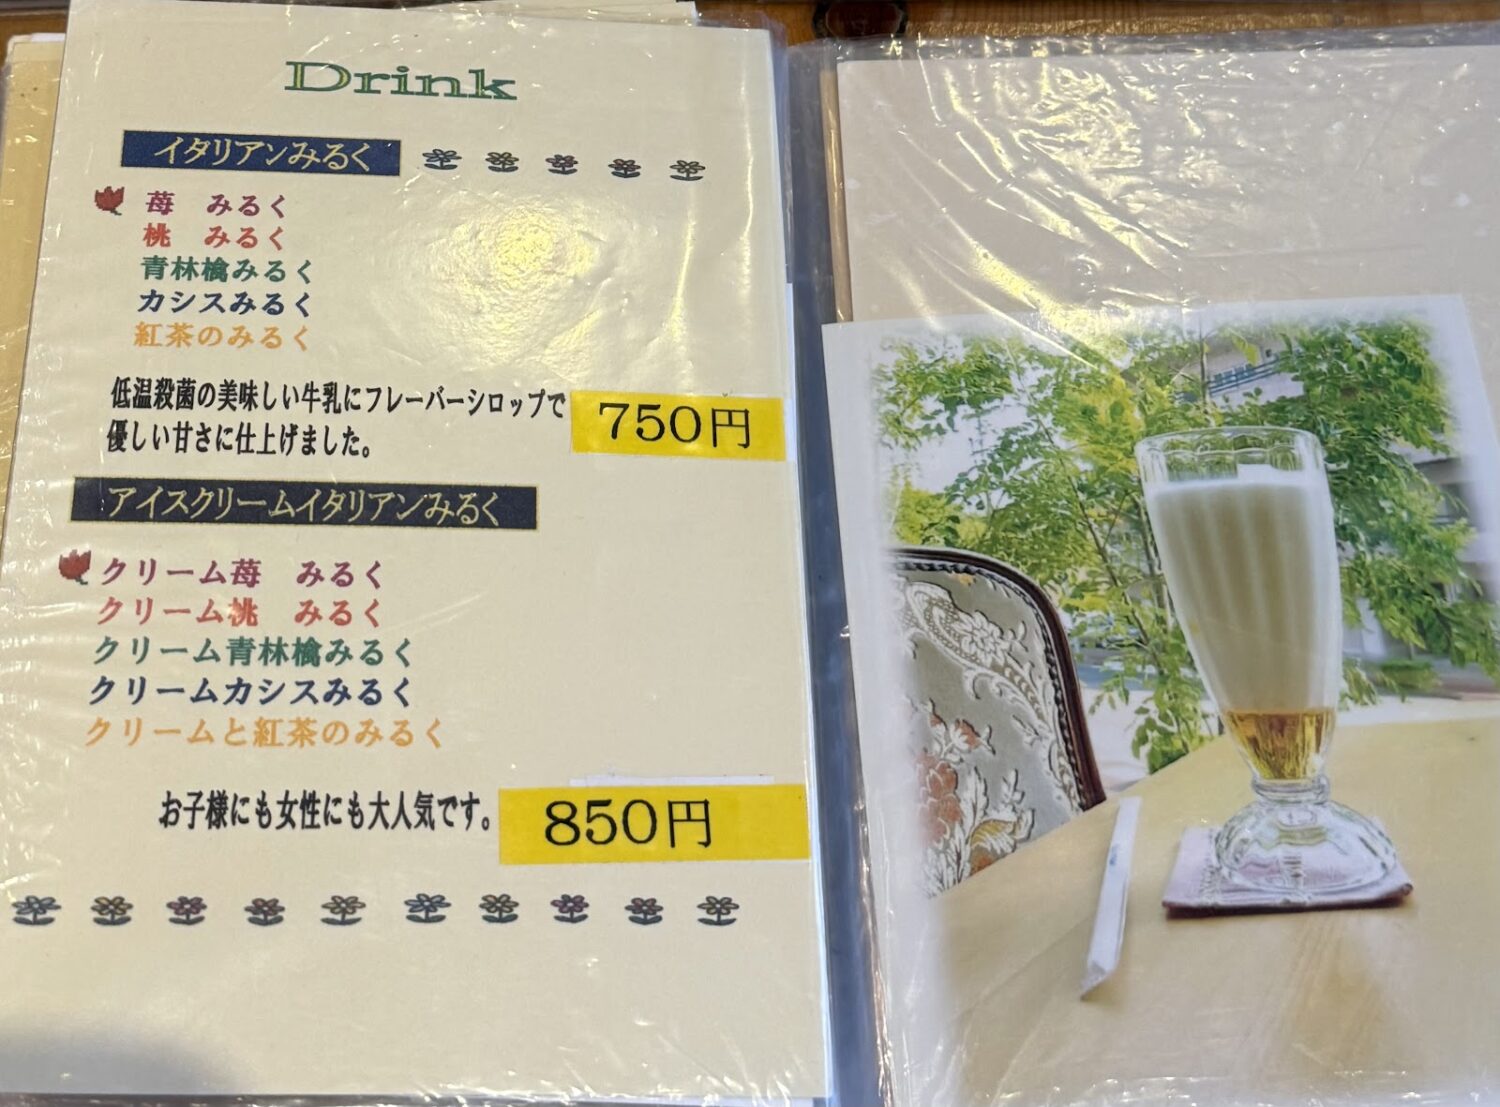 Drink
イタリアンみるく
苺　みるく
桃　みるく
青林檎みるく
カシスみるく
紅茶のみるく
低温殺菌の美味しい牛乳にフレーバーシロップで
優しい甘さに仕上げました。
750円
アイスクリームイタリアンみるく
クリーム苺　みるく
クリーム桃　みるく
クリーム青林檎みるく
クリームカシスみるく
クリームと紅茶のみるく
お子様にも女性にも大人気です。
850円